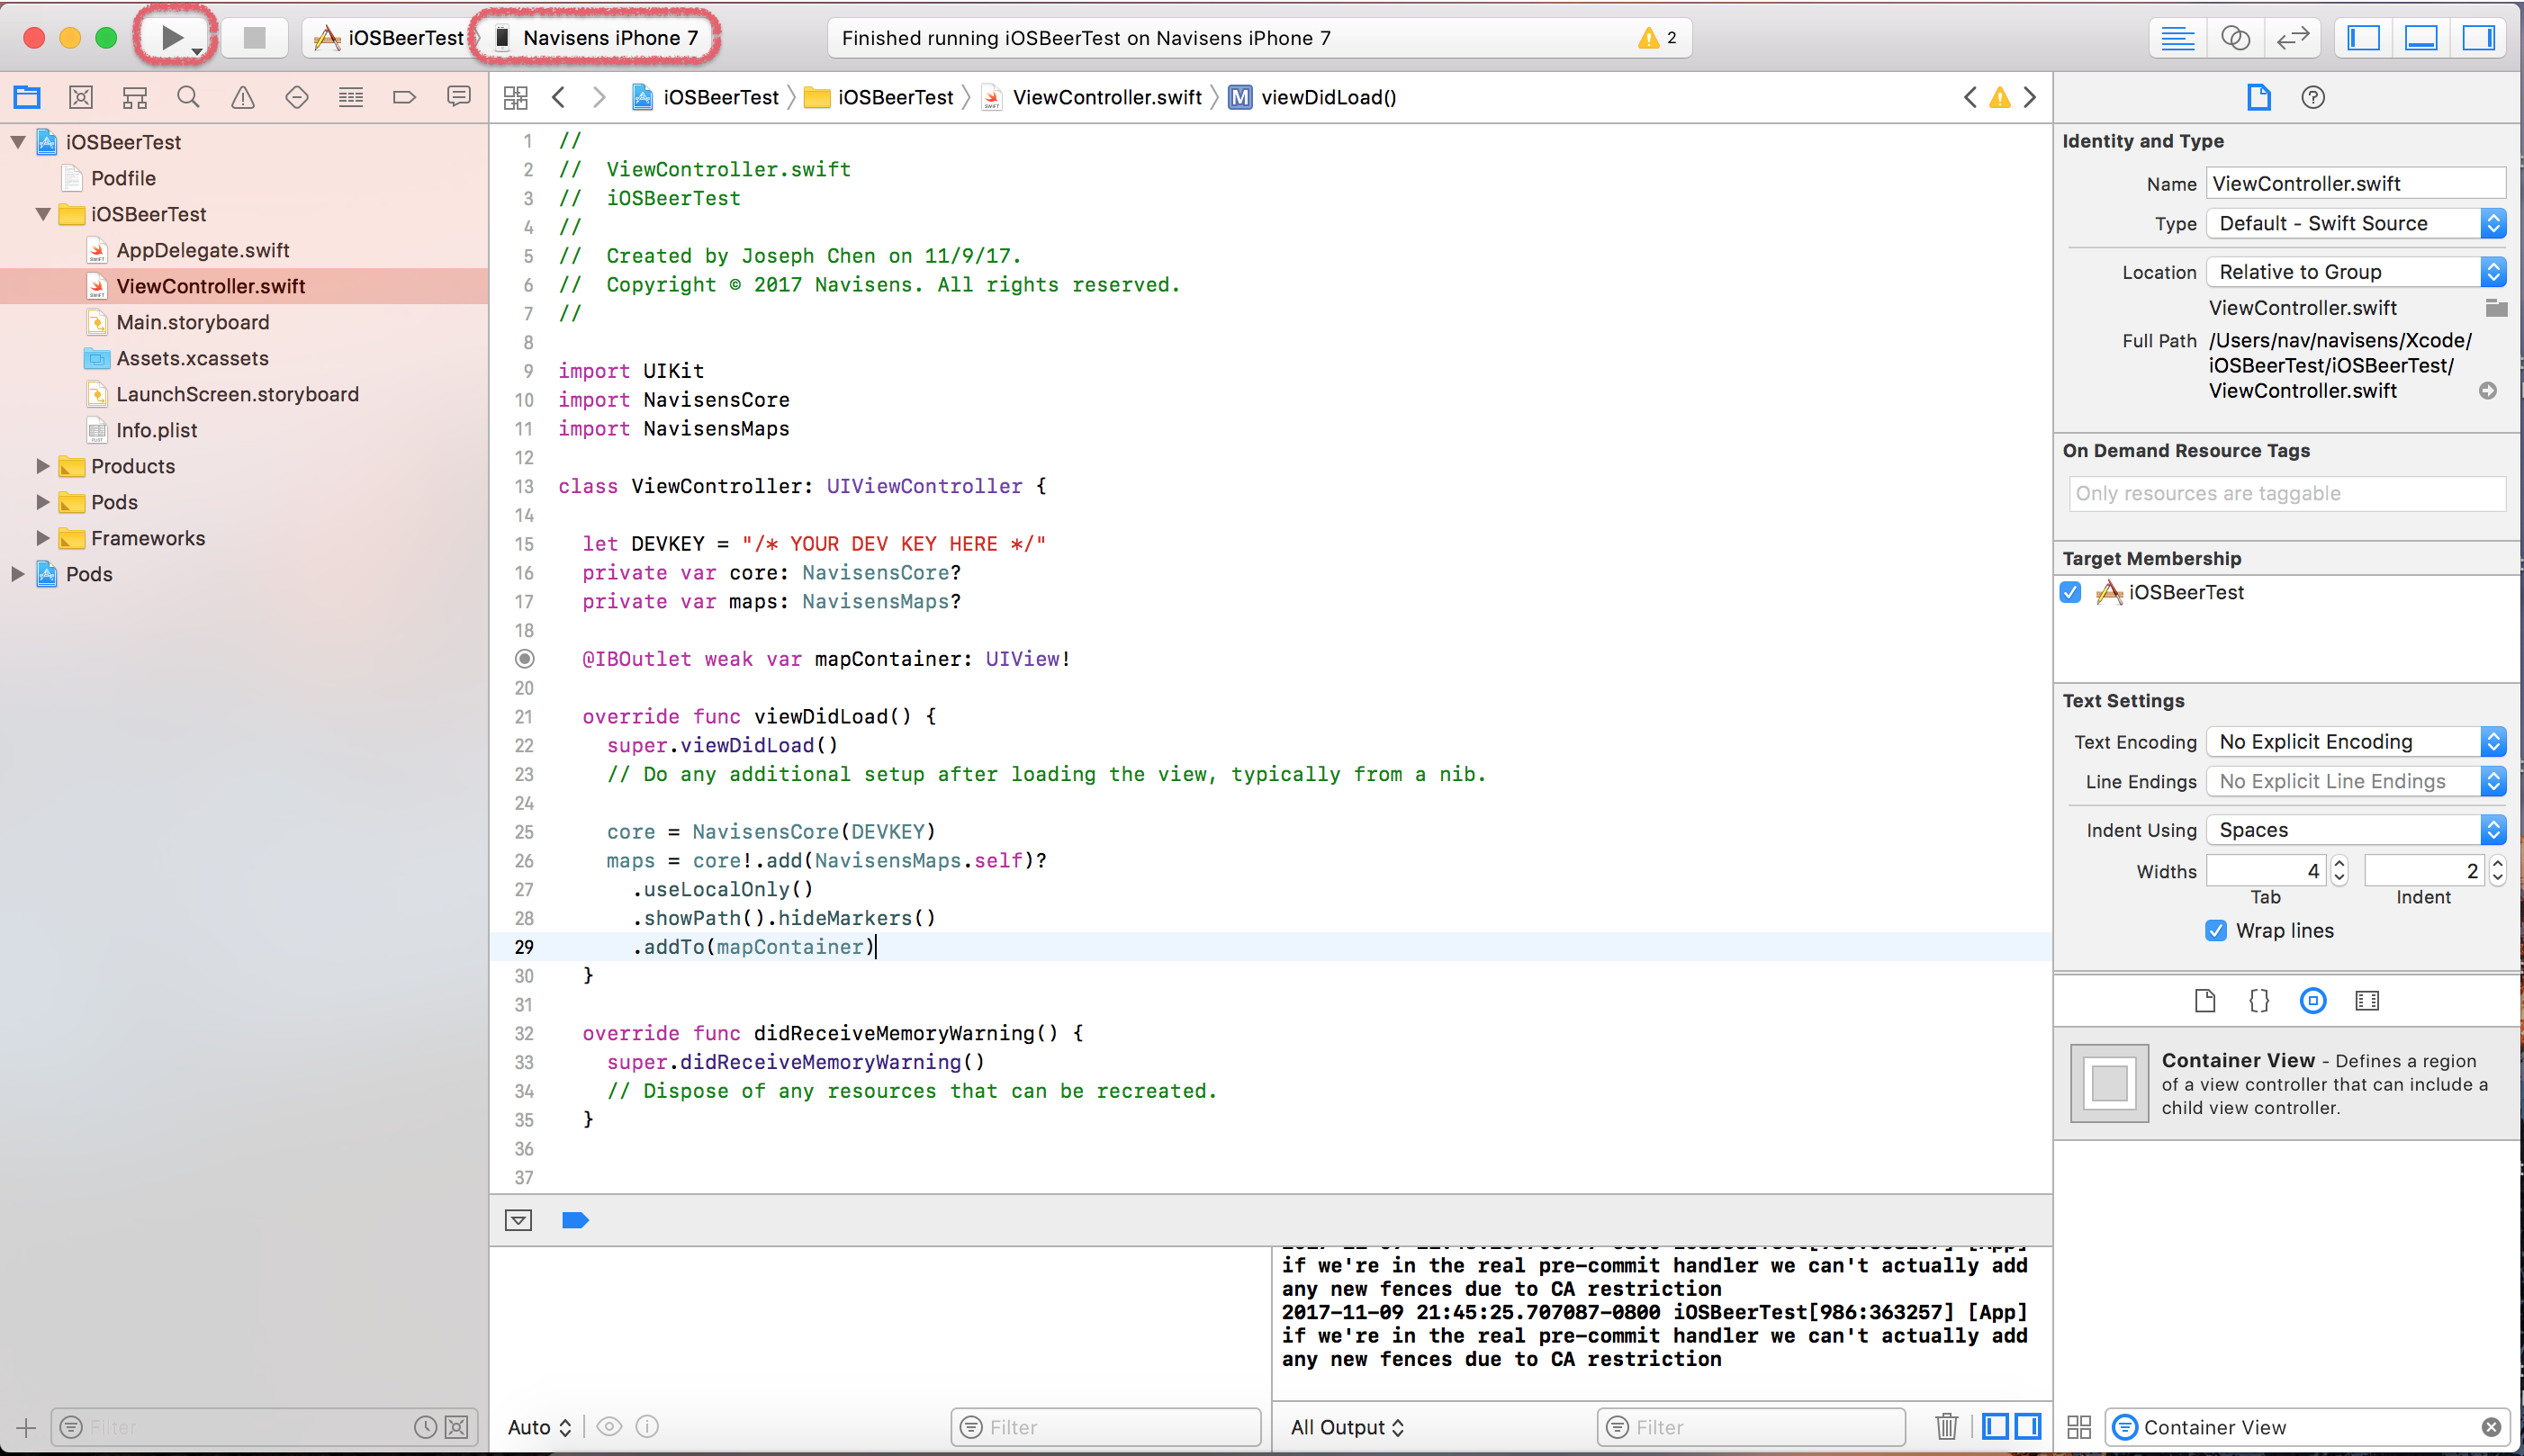 iOSBeerTest
Navisens iPhone 7
Finished running iOSBeerTest on Navisens iPhone 7
2
iOSBeerTest
iOSBeerTest
ViewController.swift
M
viewDidLoad()
iOSBeerTest
Podfile
iOSBeerTest
AppDelegate.swift
ViewController.swift
Main.storyboard
Assets.xcassets
LaunchScreen.storyboard
Info.plist
Products
Pods
Frameworks
Pods
Filter
1 //
2 //  ViewController.swift
3 //  iOSBeerTest
4 //
5 //  Created by Joseph Chen on 11/9/17.
6 //  Copyright © 2017 Navisens. All rights reserved.
7 //
8
9 import UIKit
10 import NavisensCore
11 import NavisensMaps
12
13 class ViewController: UIViewController {
14
15   let DEVKEY = "/* YOUR DEV KEY HERE */"
16   private var core: NavisensCore?
17   private var maps: NavisensMaps?
18
@IBOutlet weak var mapContainer: UIView!
20
21   override func viewDidLoad() {
22     super.viewDidLoad()
23     // Do any additional setup after loading the view, typically from a nib.
24
25     core = NavisensCore(DEVKEY)
26     maps = core!.add(NavisensMaps.self)?
27       .useLocalOnly()
28       .showPath().hideMarkers()
29       .addTo(mapContainer)
30   }
31
32   override func didReceiveMemoryWarning() {
33     super.didReceiveMemoryWarning()
34     // Dispose of any resources that can be recreated.
35   }
36
37
if we're in the real pre-commit handler we can't actually add
any new fences due to CA restriction
2017-11-09 21:45:25.707087-0800 iOSBeerTest[986:363257] [App]
if we're in the real pre-commit handler we can't actually add
any new fences due to CA restriction
Auto
Filter
All Output
Filter
Identity and Type
Name ViewController.swift
Type Default - Swift Source
Location Relative to Group
ViewController.swift
Full Path /Users/nav/navisens/Xcode/
iOSBeerTest/iOSBeerTest/
ViewController.swift
On Demand Resource Tags
Only resources are taggable
Target Membership
iOSBeerTest
Text Settings
Text Encoding No Explicit Encoding
Line Endings No Explicit Line Endings
Indent Using Spaces
Widths 4 2
Tab Indent
Wrap lines
{}
Container View - Defines a region
of a view controller that can include a
child view controller.
Container View